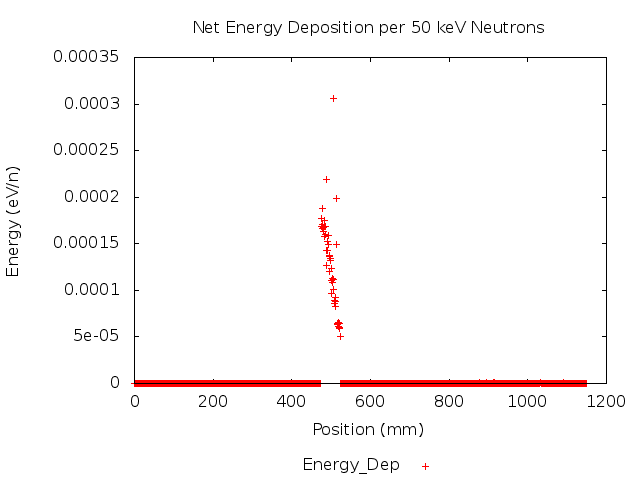 Net Energy Deposition per 50 keV Neutrons
0.00035
0.0003
0.00025
0.0002
0.00015
0.0001
5e-05
0
Energy (eV/n)
0 200 400 600 800 1000 1200
Position (mm)
Energy_Dep